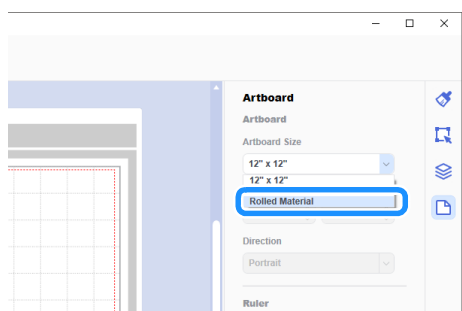 Artboard
Artboard
Artboard Size
12" x 12"
12" x 12"
Rolled Material
Direction
Portrait
Ruler